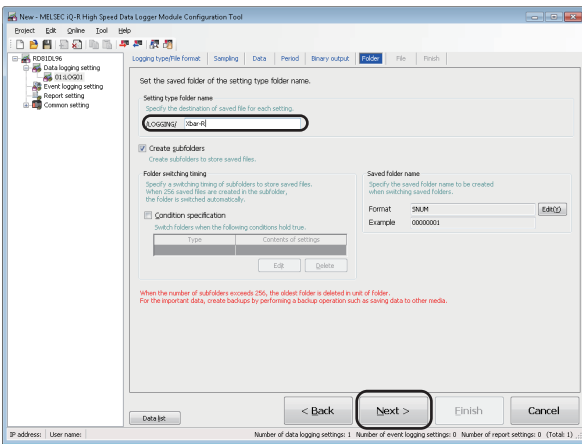 New - MELSEC iQ-R High Speed Data Logger Module Configuration Tool
Project Edit Online Tool Help
RD81DL96
Data logging setting
01:LOG01
Event logging setting
Report setting
Common setting
Logging type/File format Sampling Data Period Binary output Folder File Finish
Set the saved folder of the setting type folder name.
Setting type folder name
Specify the destination of saved file for each setting.
/LOGGING/ Xbar-R
Create subfolders
Create subfolders to store saved files.
Folder switching timing
Specify a switching timing of subfolders to store saved files.
When 256 saved files are created in the subfolder,
the folder is switched automatically.
Condition specification
Switch folders when the following conditions hold true.
Type Contents of settings
Edit Delete
Saved folder name
Specify the saved folder name to be created
when switching saved folders.
Format SNUM Edit(Y)
Example 00000001
When the number of subfolders exceeds 256, the oldest folder is deleted in unit of folder.
For the important data, create backups by performing a backup operation such as saving data to other media.
Data list < Back Next > Finish Cancel
IP address: User name: Number of data logging settings: 1 Number of event logging settings: 0 Number of report settings: 0 (Total: 1)